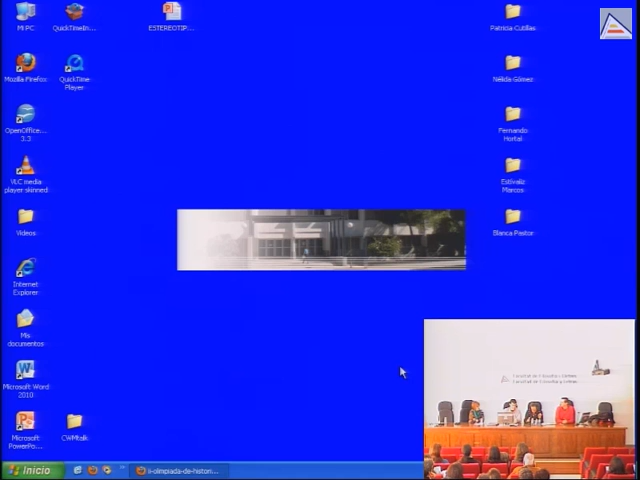 Mi PC
QuickTimeIn...
ESTEREOTIP...
Patricia Cutillas
Mozilla Firefox
QuickTime
Player
Nélida Gómez
OpenOffice...
3.3
Fernando
Hortal
VLC media
player skinned
Estívaliz
Marcos
Videos
Blanca Pastor
Internet
Explorer
Mis
documentos
Microsoft Word
2010
Microsoft
PowerPo...
CWMtalk
Inicio
ii-olimpiada-de-histori...